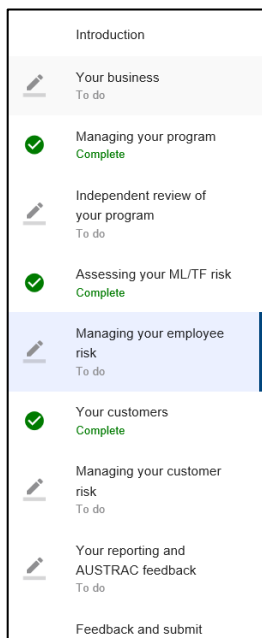 Introduction
Your business
To do
Managing your program
Complete
Independent review of
your program
To do
Assessing your ML/TF risk
Complete
Managing your employee
risk
To do
Your customers
Complete
Managing your customer
risk
To do
Your reporting and
AUSTRAC feedback
To do
Feedback and submit